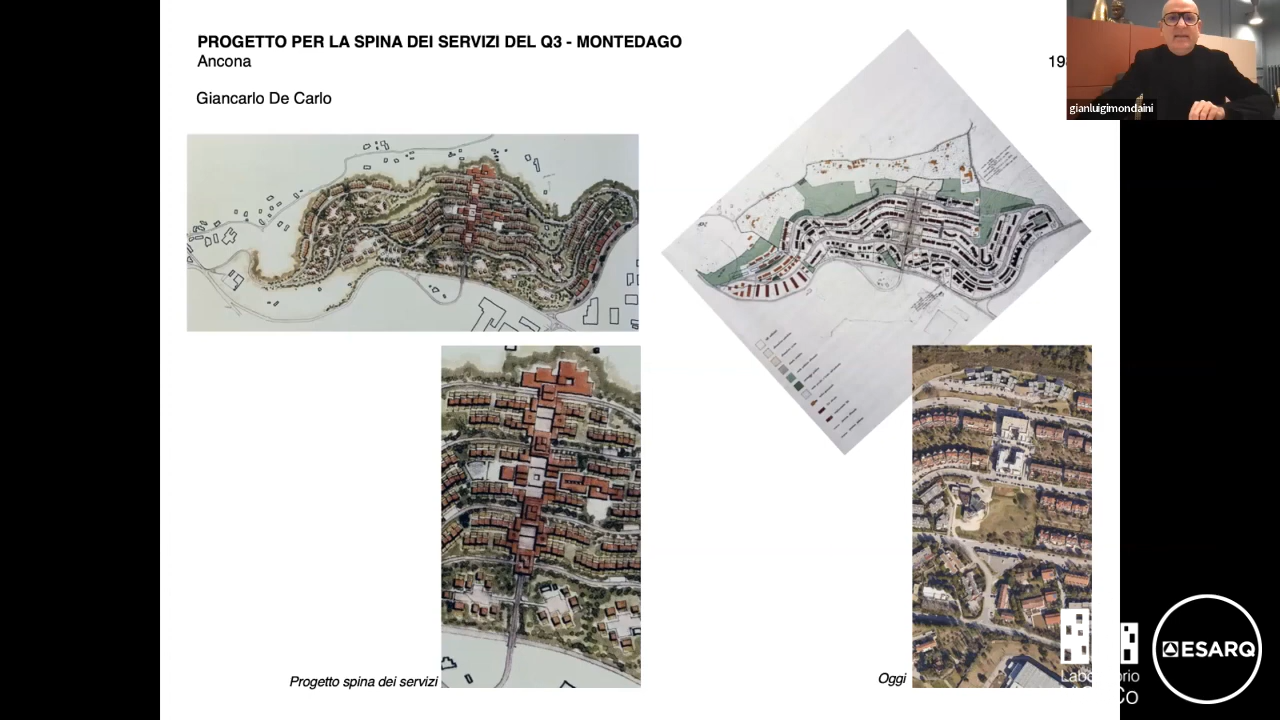 PROGETTO PER LA SPINA DEI SERVIZI DEL Q3 - MONTEDAGO
Ancona
Giancarlo De Carlo
gianluigimondaini
Progetto spina dei servizi
Oggi
ESARQ